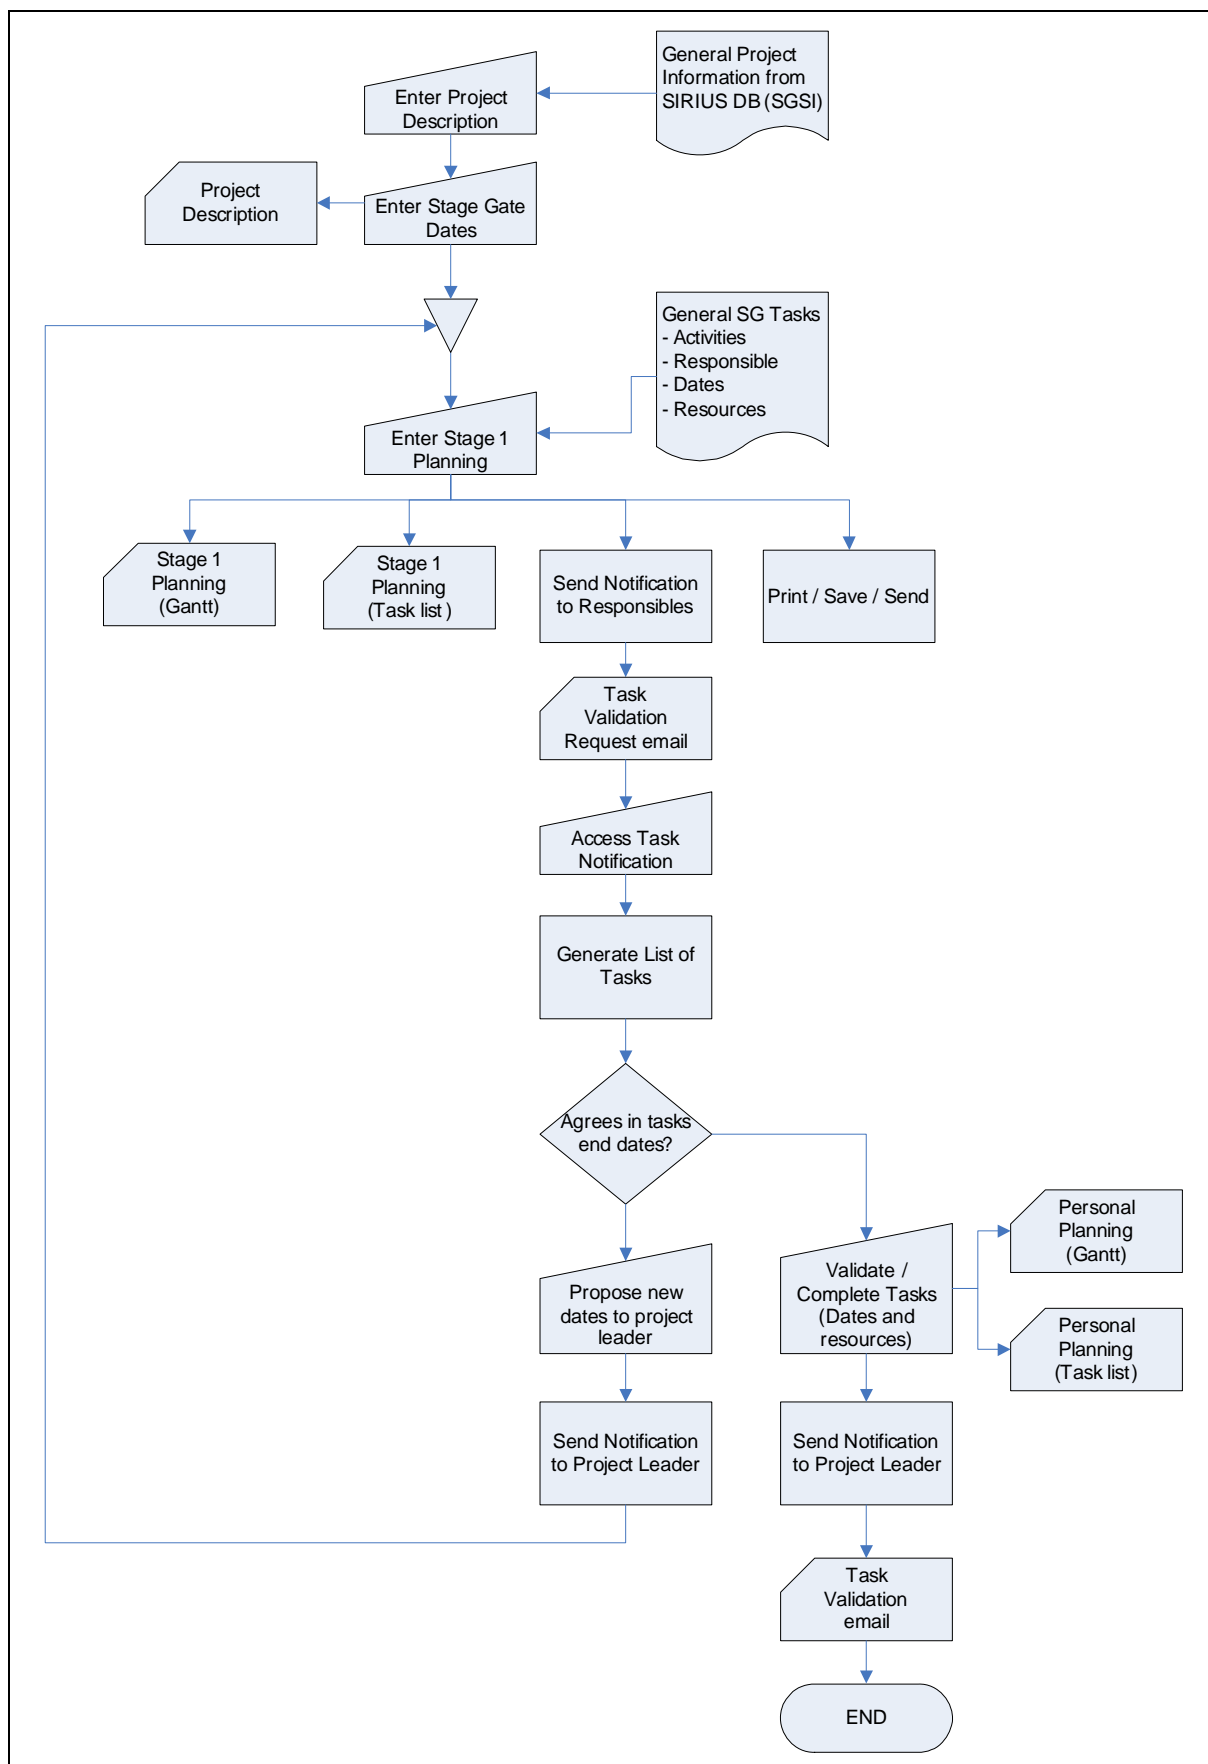 General Project
Information from
SIRIUS DB (SGSI)
Enter Project
Description
Project
Description
Enter Stage Gate
Dates
General SG Tasks
- Activities
- Responsible
- Dates
- Resources
Enter Stage 1
Planning
Stage 1
Planning
(Gantt)
Stage 1
Planning
(Task list)
Send Notification
to Responsibles
Print / Save / Send
Task
Validation
Request email
Access Task
Notification
Generate List of
Tasks
Agrees in tasks
end dates?
Propose new
dates to project
leader
Validate /
Complete Tasks
(Dates and
resources)
Personal
Planning
(Gantt)
Personal
Planning
(Task list)
Send Notification
to Project Leader
Send Notification
to Project Leader
Task
Validation
email
END